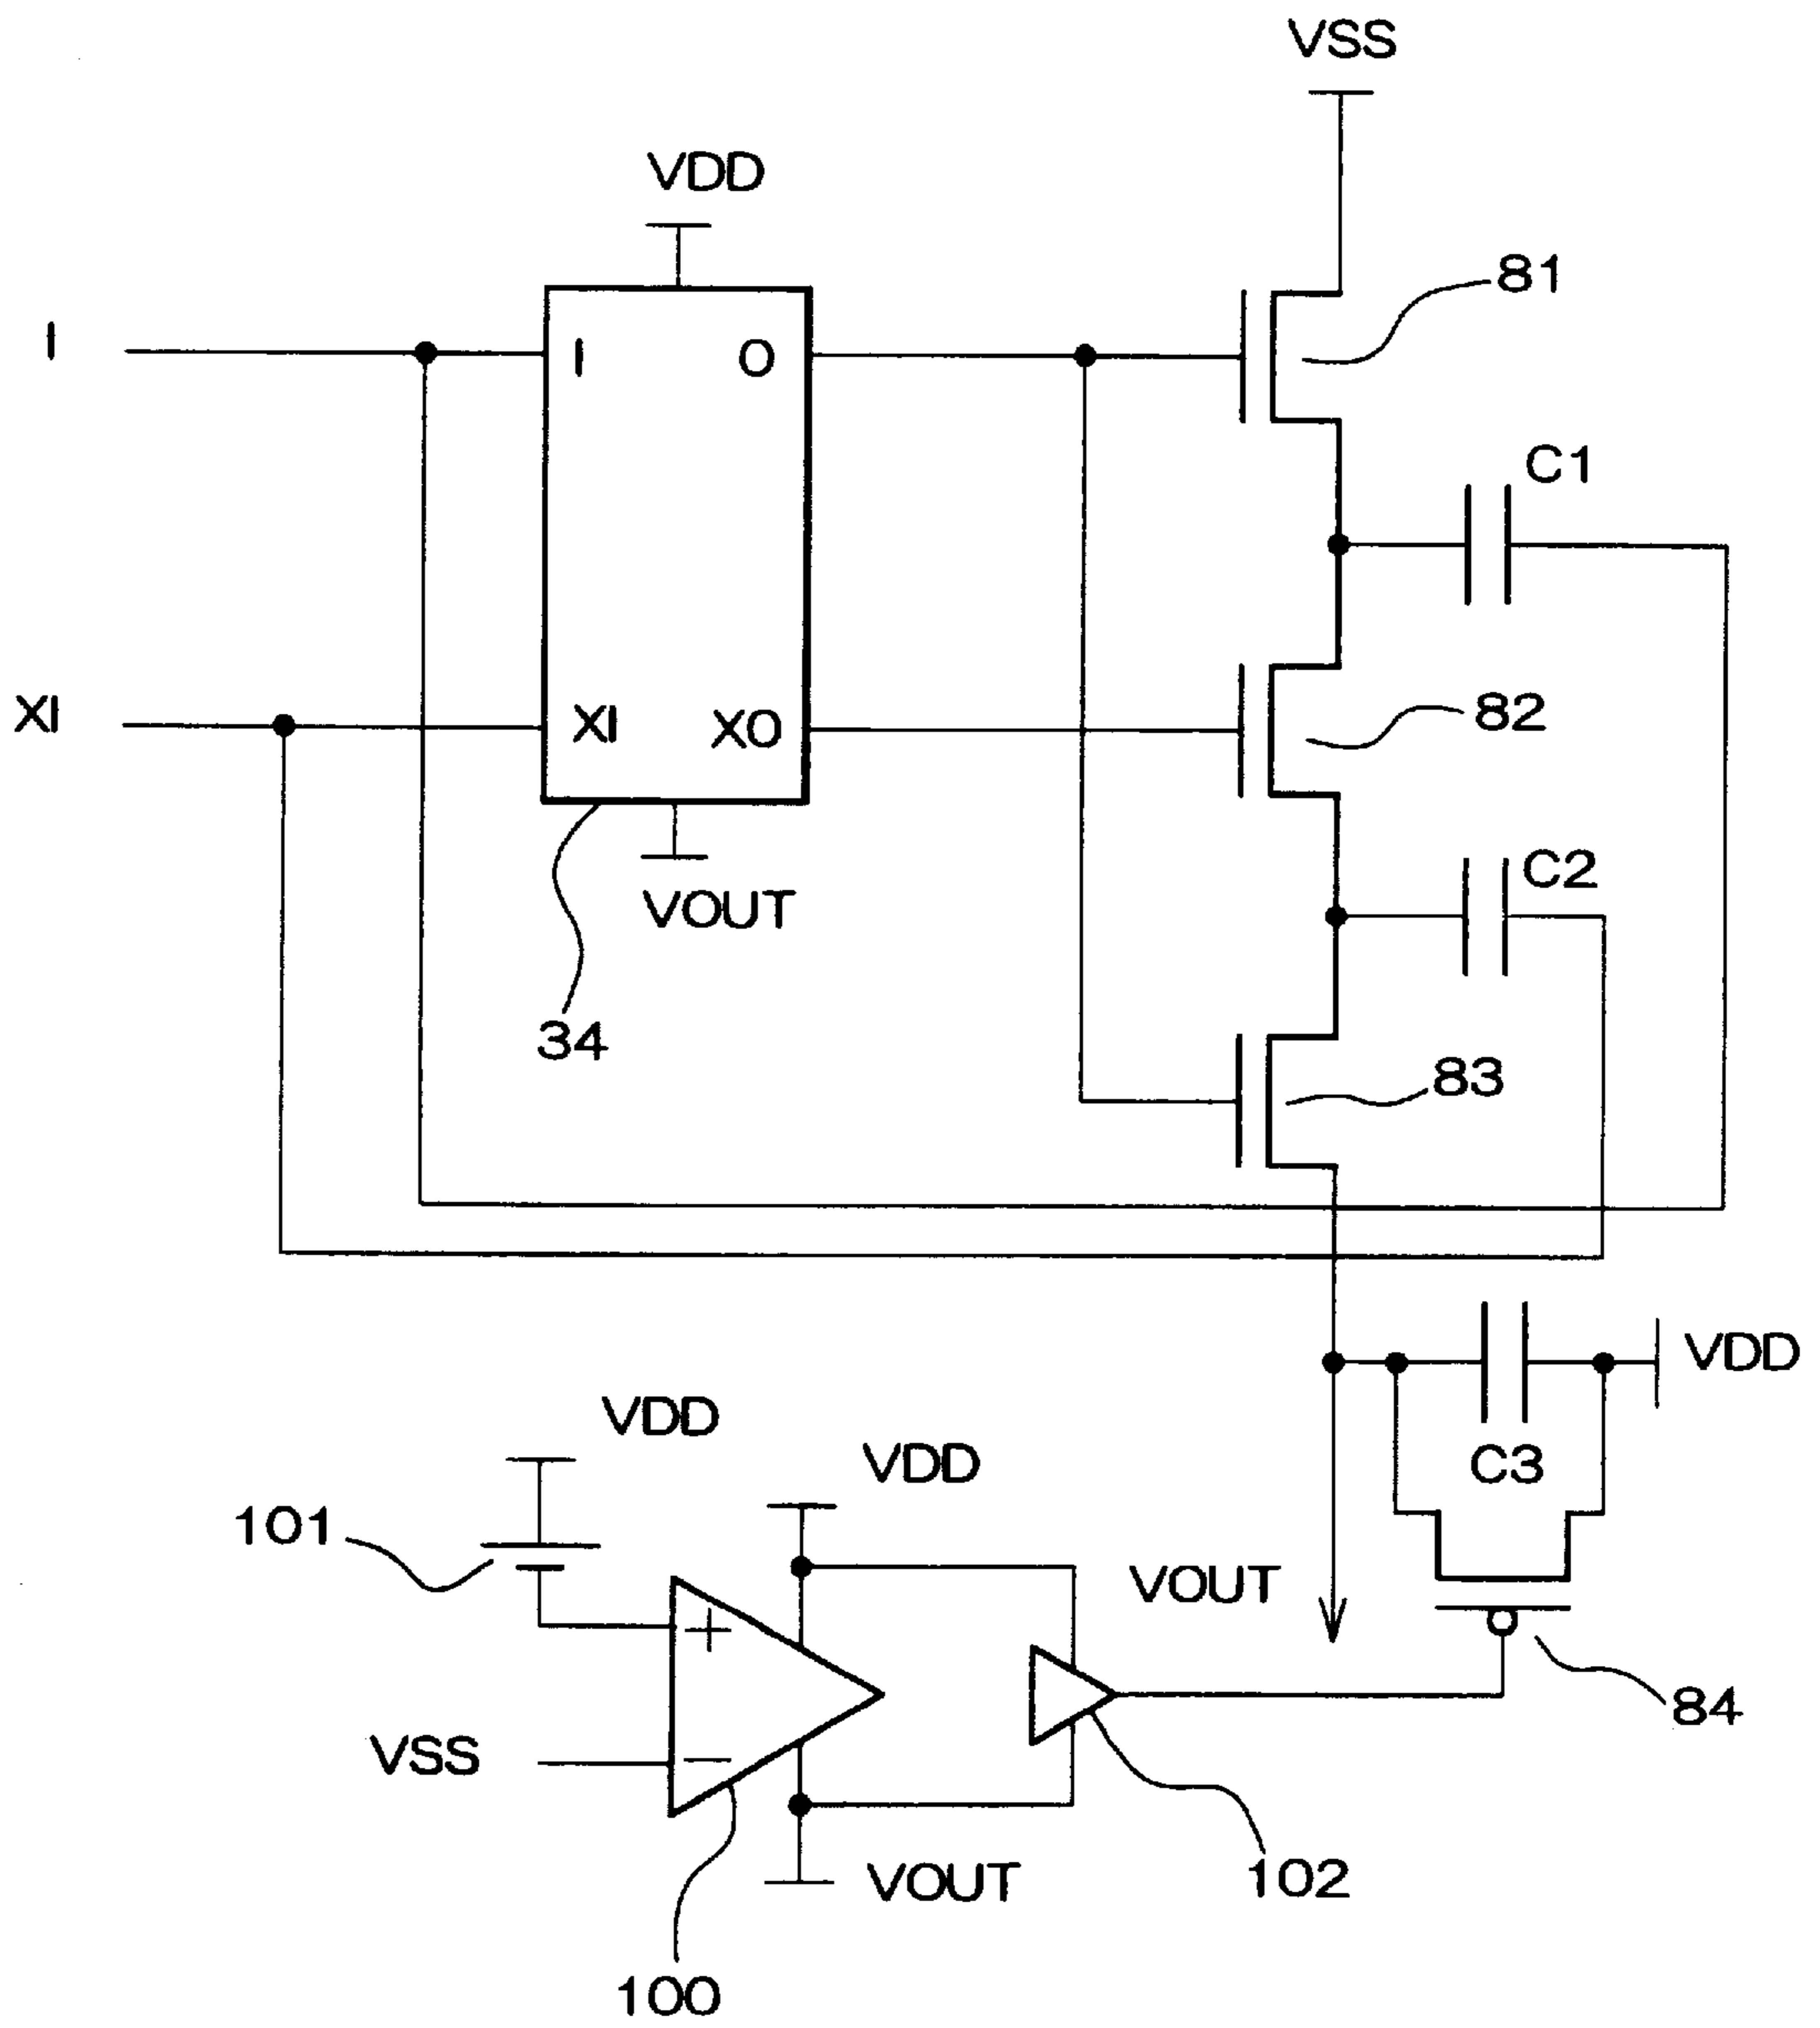 VSS
VDD
81
I
I
O
C1
XI
XI
XO
82
VOUT
C2
34
83
VDD
VDD
VDD
C3
101
VOUT
+
84
VSS
−
VOUT
102
100